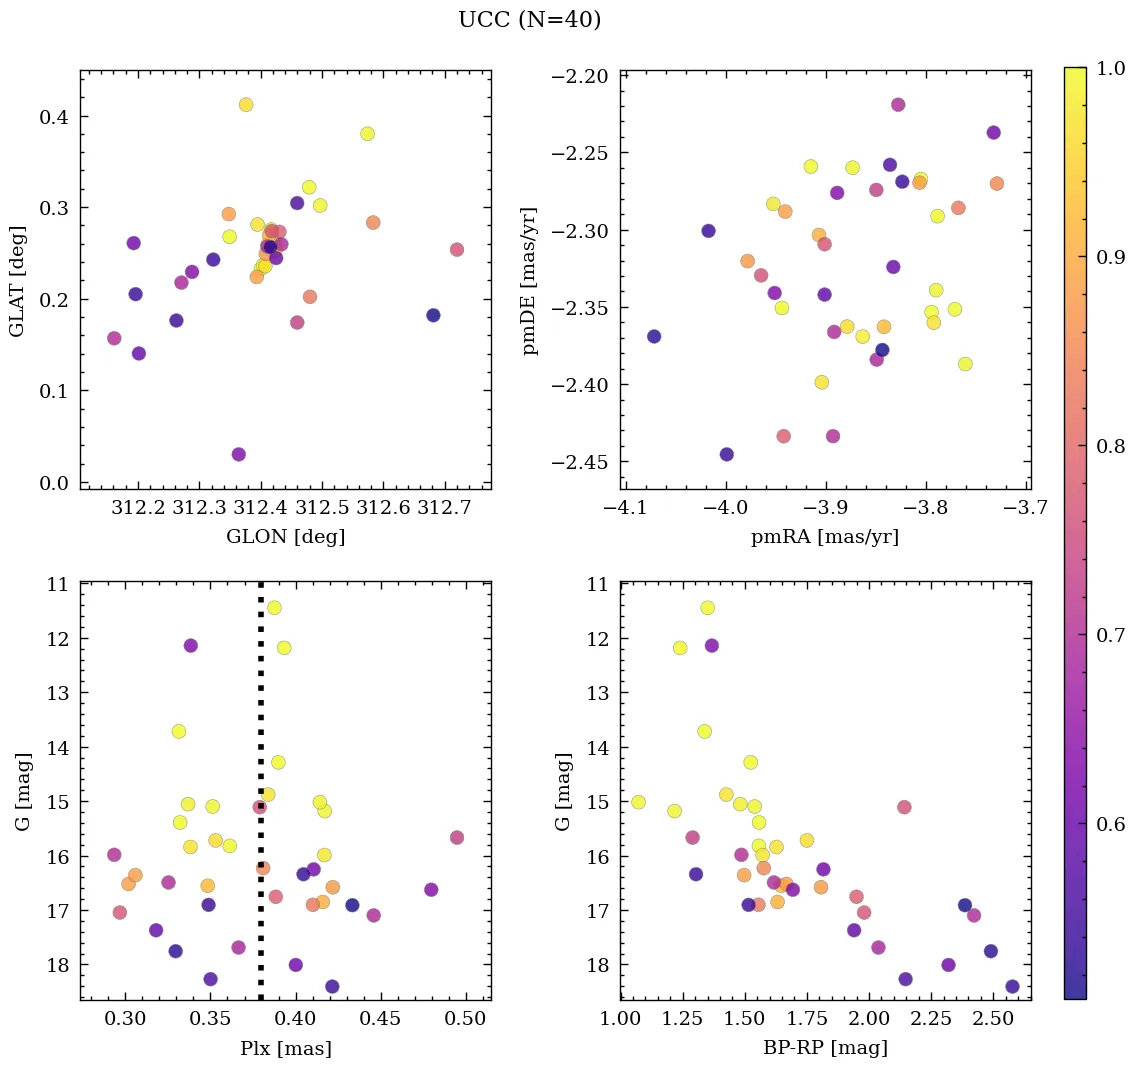 UCC (N=40)
0.4
0.3
0.2
0.1
0.0
GLAT [deg]
312.2 312.3 312.4 312.5 312.6 312.7
GLON [deg]
−2.20
−2.25
−2.30
−2.35
−2.40
−2.45
pmDE [mas/yr]
−4.1 −4.0 −3.9 −3.8 −3.7
pmRA [mas/yr]
1.0
0.9
0.8
0.7
0.6
11
12
13
14
15
16
17
18
G [mag]
0.30 0.35 0.40 0.45 0.50
Plx [mas]
11
12
13
14
15
16
17
18
G [mag]
1.00 1.25 1.50 1.75 2.00 2.25 2.50
BP-RP [mag]